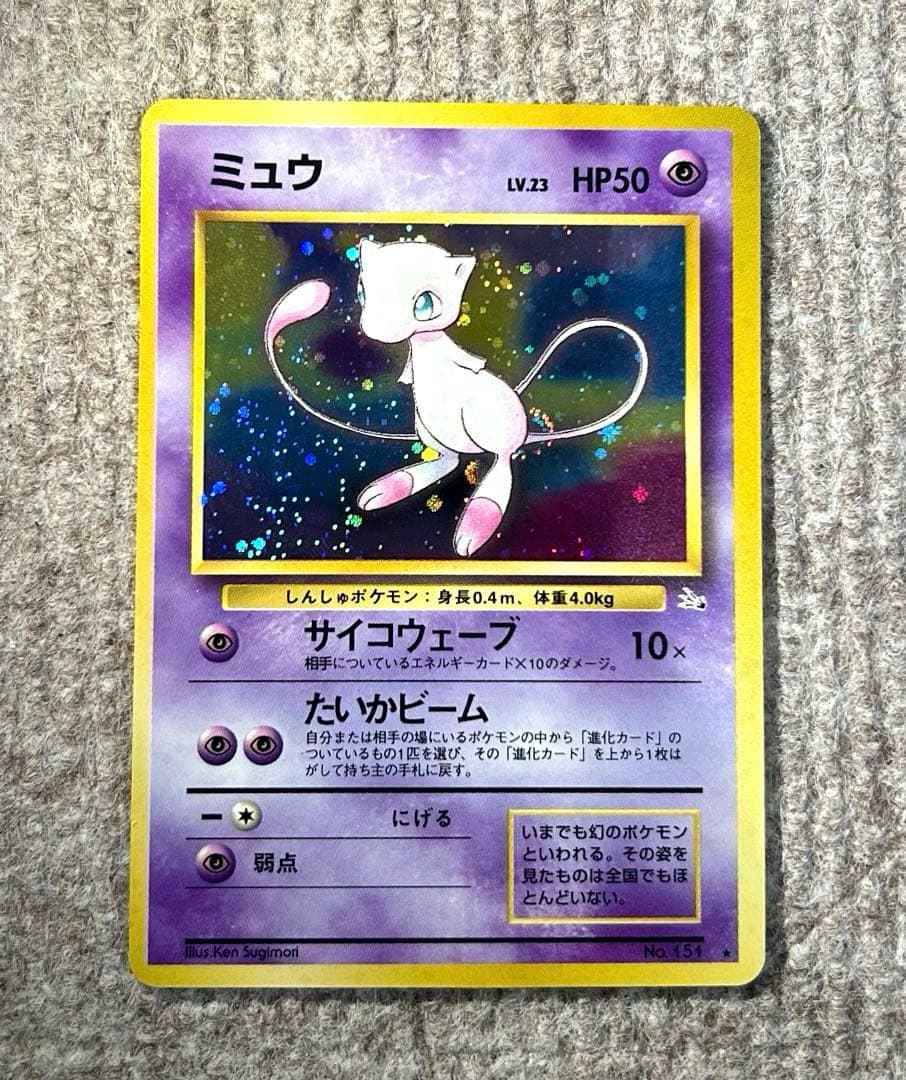 ミュウ LV.23 HP50
しんしゅポケモン：身長0.4m、体重4.0kg
サイコウェーブ 10×
相手についているエネルギーカード×10のダメージ。
たいかビーム
自分または相手の場にいるポケモンの中から「進化カード」の
ついているもの1匹を選び、その「進化カード」を上から1枚は
がして持ち主の手札に戻す。
ー にげる
弱点
いまでも幻のポケモン
といわれる。その姿を
見たものは全国でもほ
とんどいない。
Illus.Ken Sugimori No. 151 ★